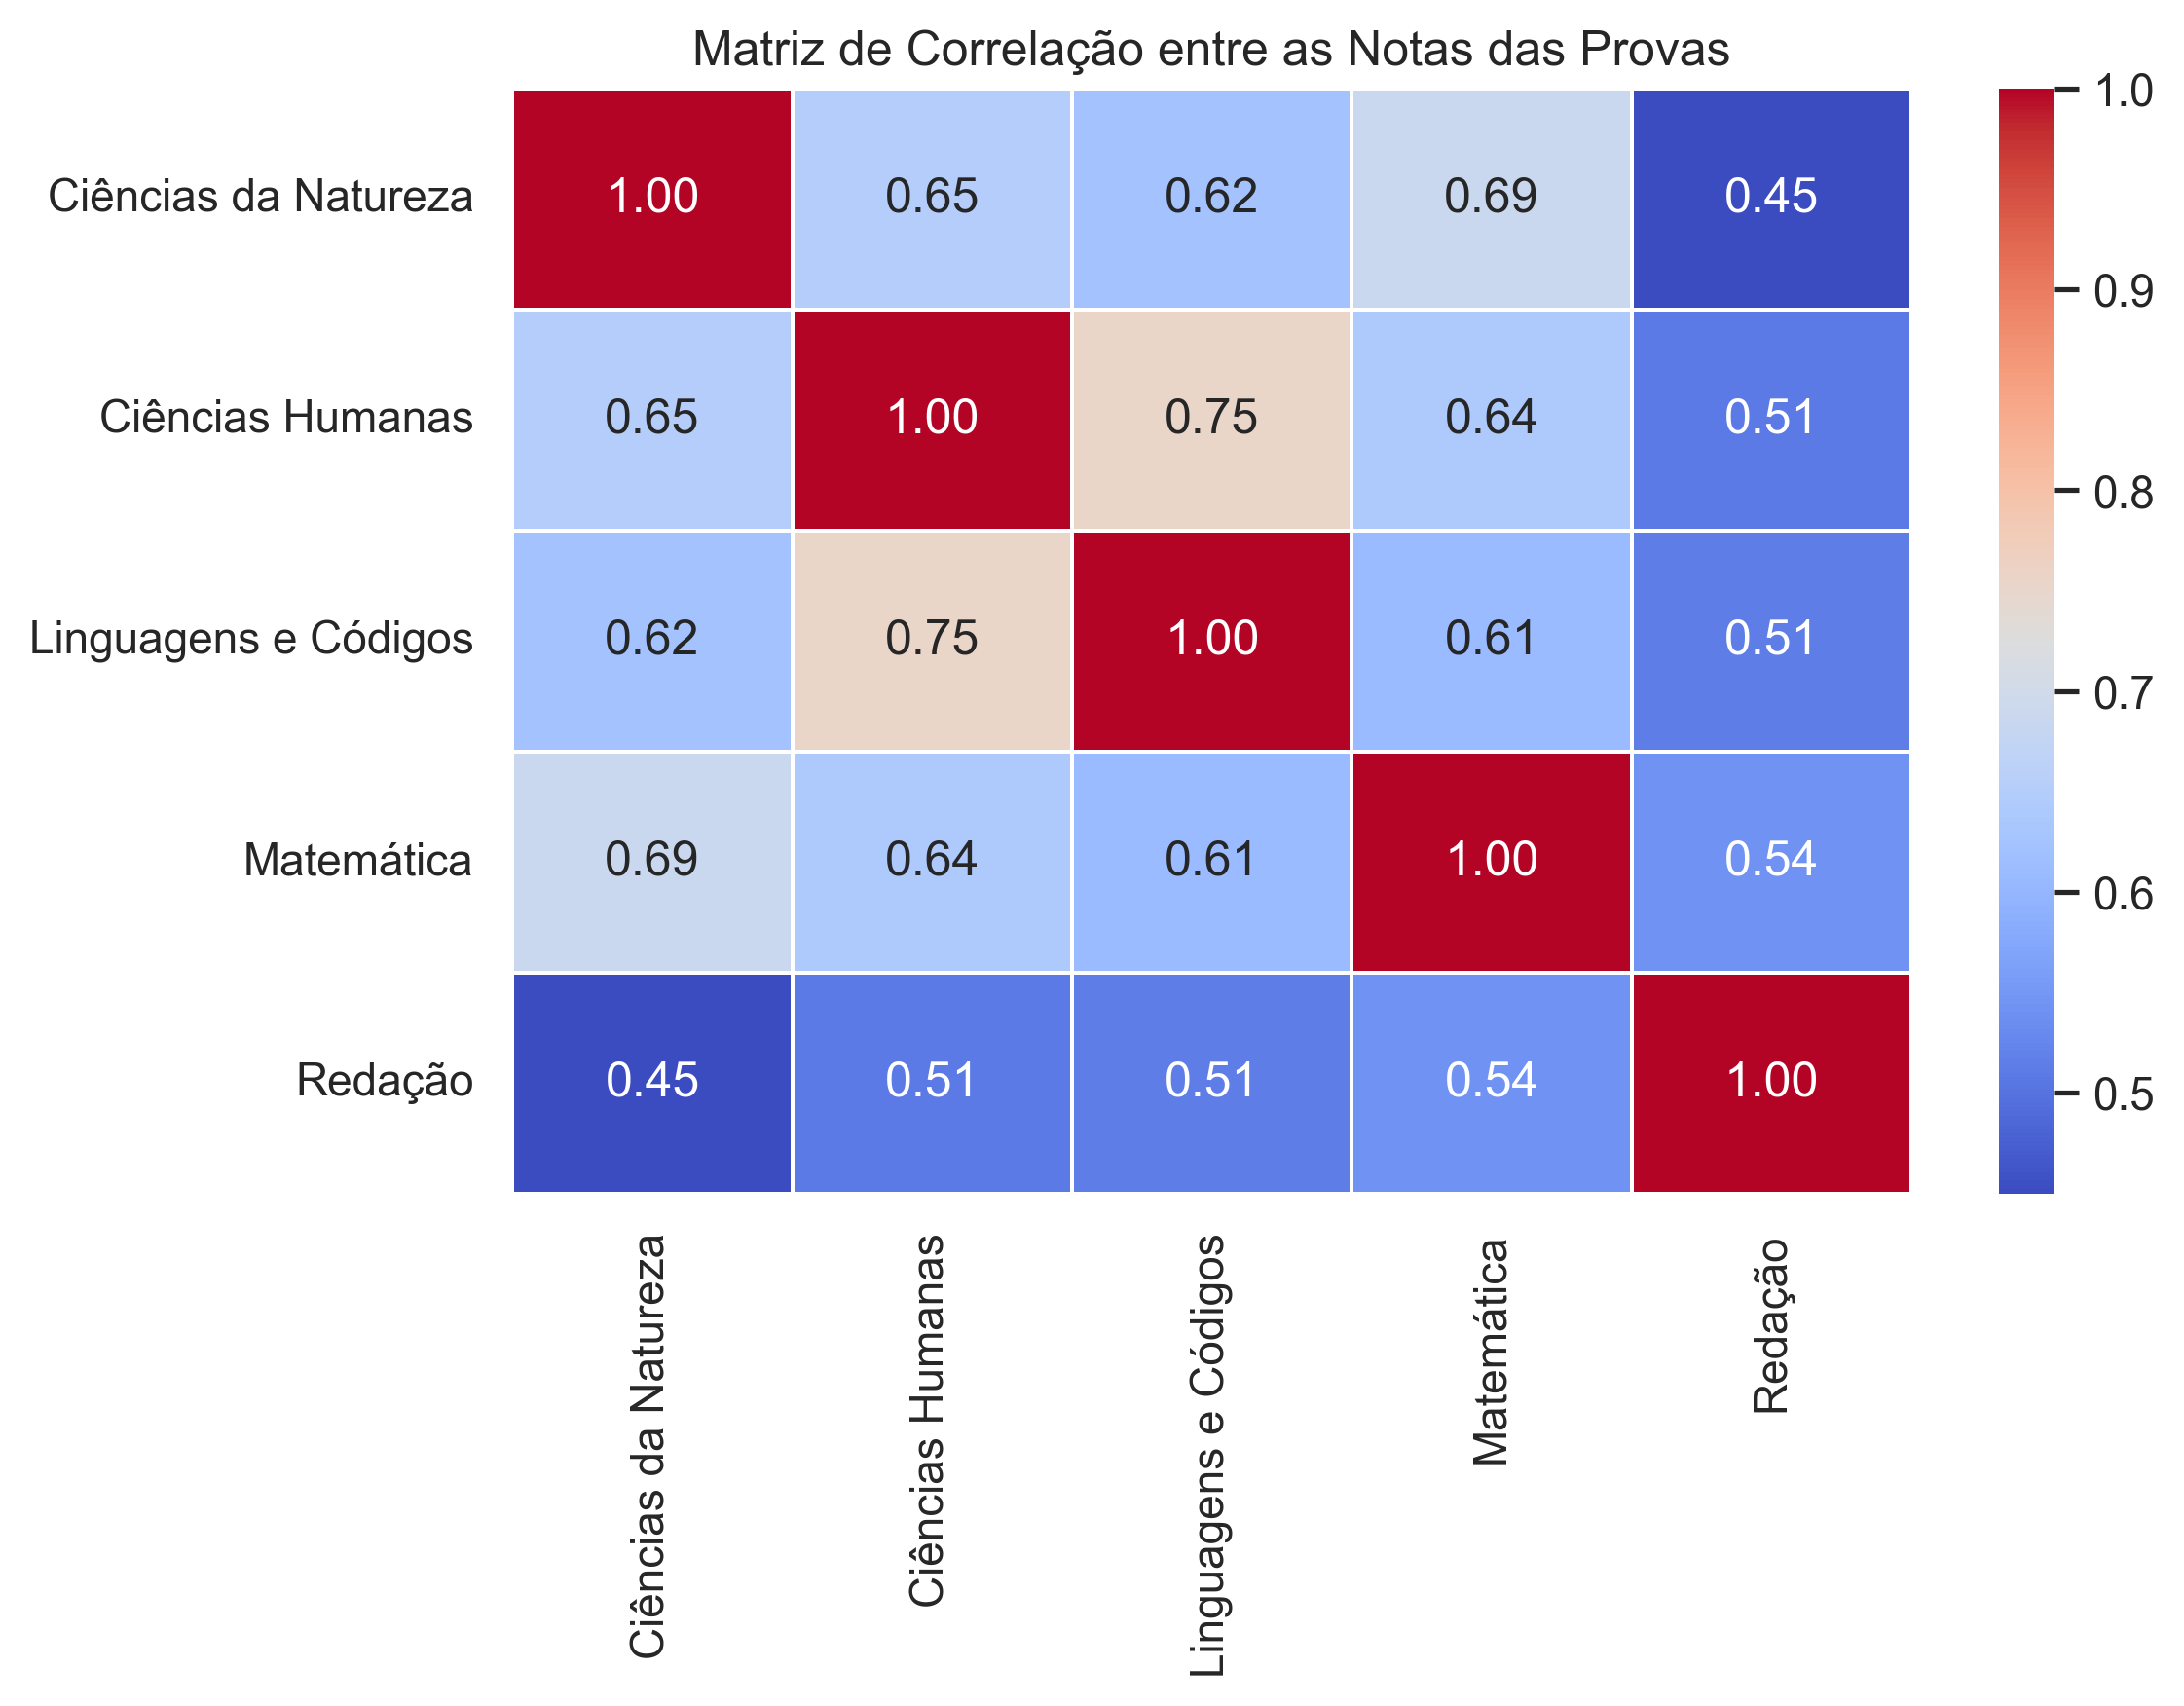 Matriz de Correlação entre as Notas das Provas
Ciências da Natureza
1.00 0.65 0.62 0.69 0.45
Ciências Humanas
0.65 1.00 0.75 0.64 0.51
Linguagens e Códigos
0.62 0.75 1.00 0.61 0.51
Matemática
0.69 0.64 0.61 1.00 0.54
Redação
0.45 0.51 0.51 0.54 1.00
Ciências da Natureza
Ciências Humanas
Linguagens e Códigos
Matemática
Redação
1.0
0.9
0.8
0.7
0.6
0.5